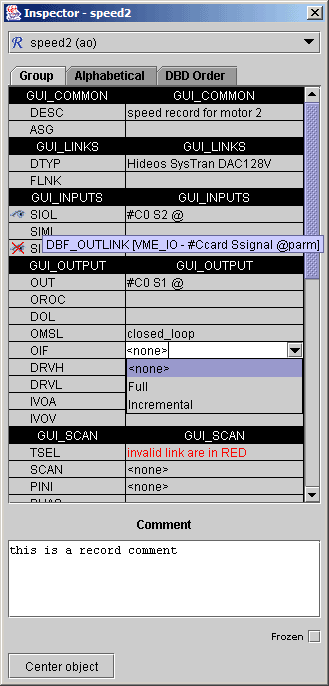 Inspector - speed2
R speed2 (ao)
Group Alphabetical DBD Order
GUI_COMMON GUI_COMMON
DESC speed record for motor 2
ASG
GUI_LINKS GUI_LINKS
DTYP Hideos SysTran DAC128V
FLNK
GUI_INPUTS GUI_INPUTS
SIOL #C0 S2 @
SIML
DBF_OUTLINK [VME_IO - #Ccard Ssignal @parm]
GUI_OUTPUT GUI_OUTPUT
OUT #C0 S1 @
OROC
DOL
OMSL closed_loop
OIF <none>
DRVH <none>
DRVL Full
IVOA Incremental
IVOV
GUI_SCAN GUI_SCAN
TSEL invalid link are in RED
SCAN <none>
PINI <none>
Comment
this is a record comment
Frozen
Center object